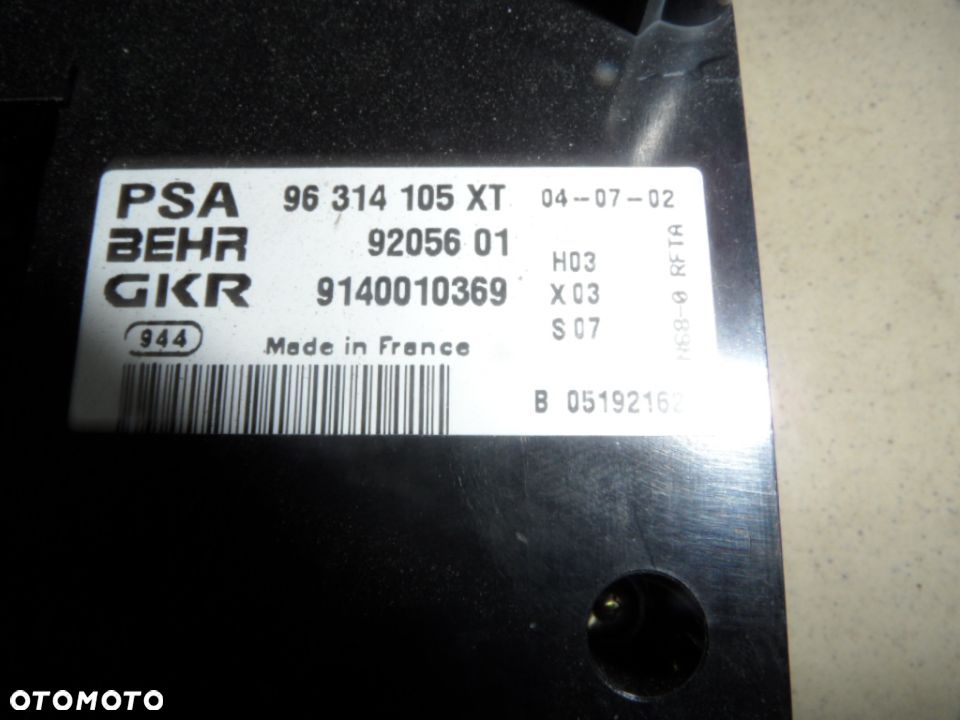 PSA 96 314 105 XT 04-07-02
BEHR 92056 01
GKR 9140010369
H03
X03
S07
944
Made in France
B 05192162
N68-0 RFTA
OTOMOTO